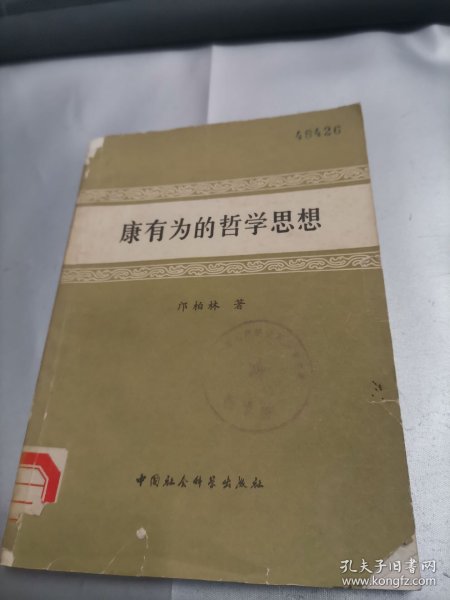 48426
康有为的哲学思想
邝柏林 著
中国社会科学出版社
孔夫子旧书网
www.kongfz.com